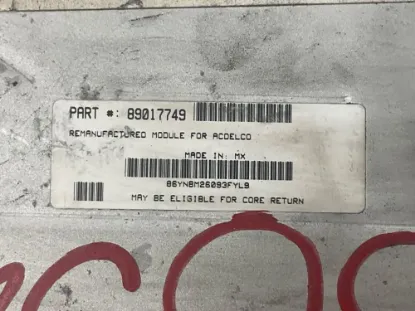 PART #: 89017749
REMANUFACTURED MODULE FOR ACDELCO
MADE IN: MX
86YNBM26093FYL9
MAY BE ELIGIBLE FOR CORE RETURN